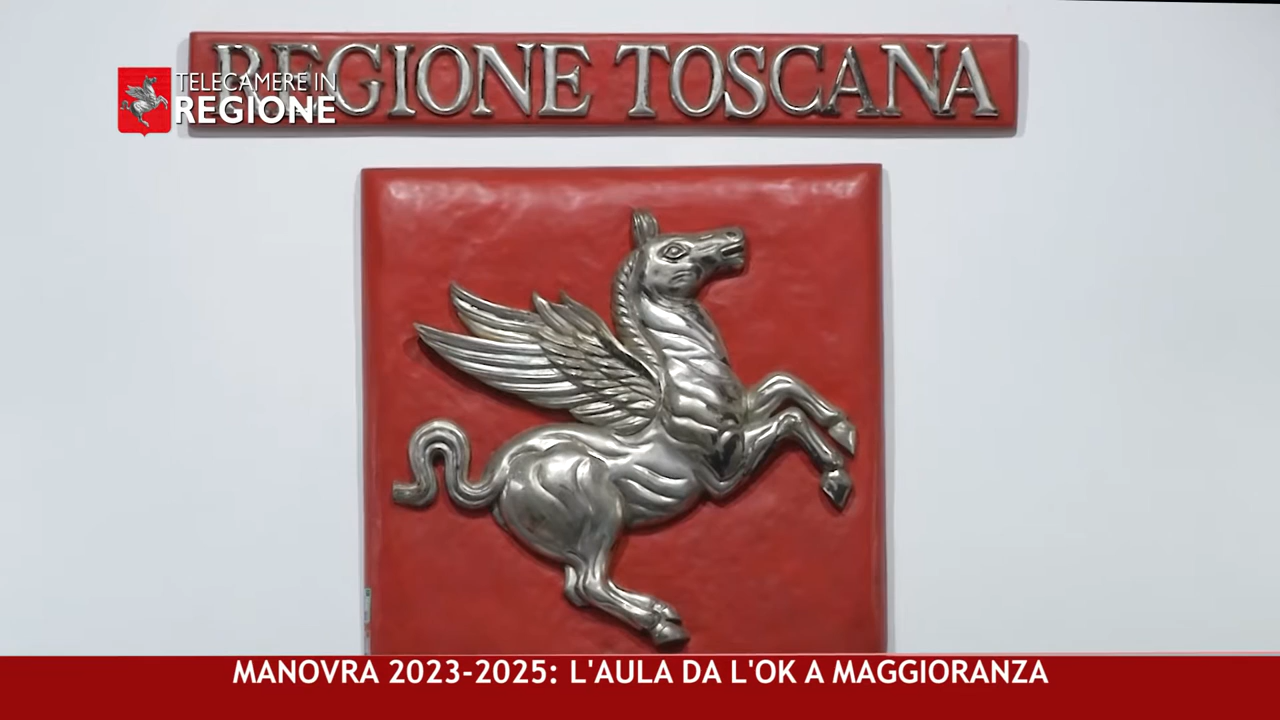 REGIONE TOSCANA
TELECAMERE IN
REGIONE
MANOVRA 2023-2025: L'AULA DA L'OK A MAGGIORANZA